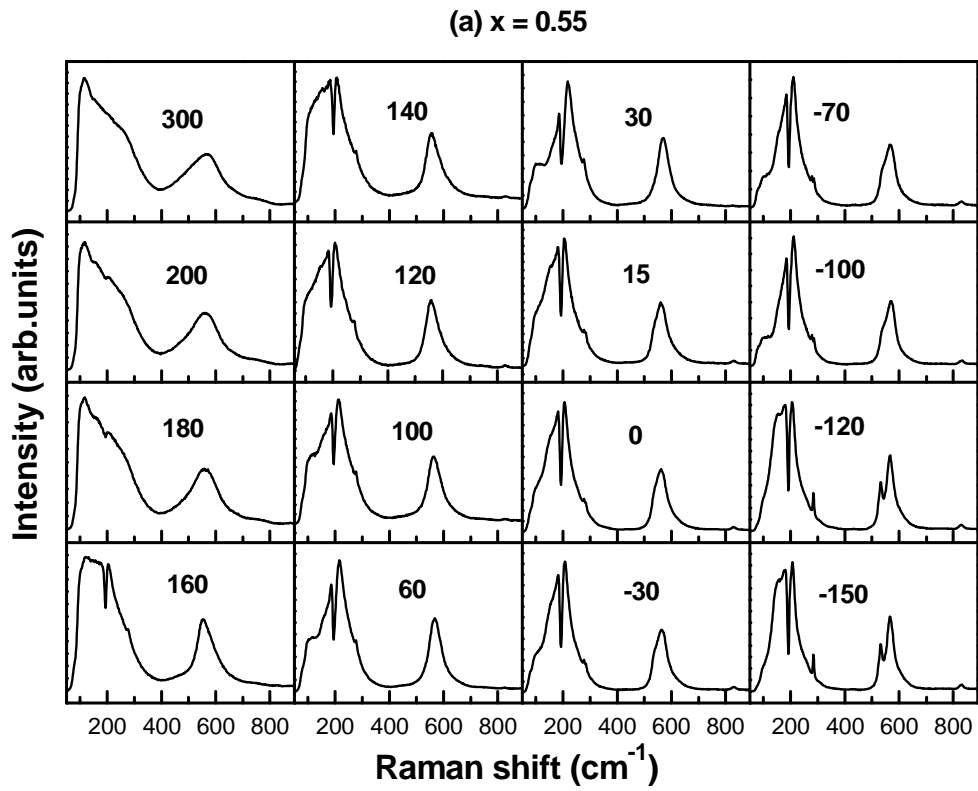 (a) x = 0.55
300 140 30 -70
200 120 15 -100
180 100 0 -120
160 60 -30 -150
200 400 600 800 200 400 600 800 200 400 600 800 200 400 600 800
Intensity (arb.units)
Raman shift (cm⁻¹)